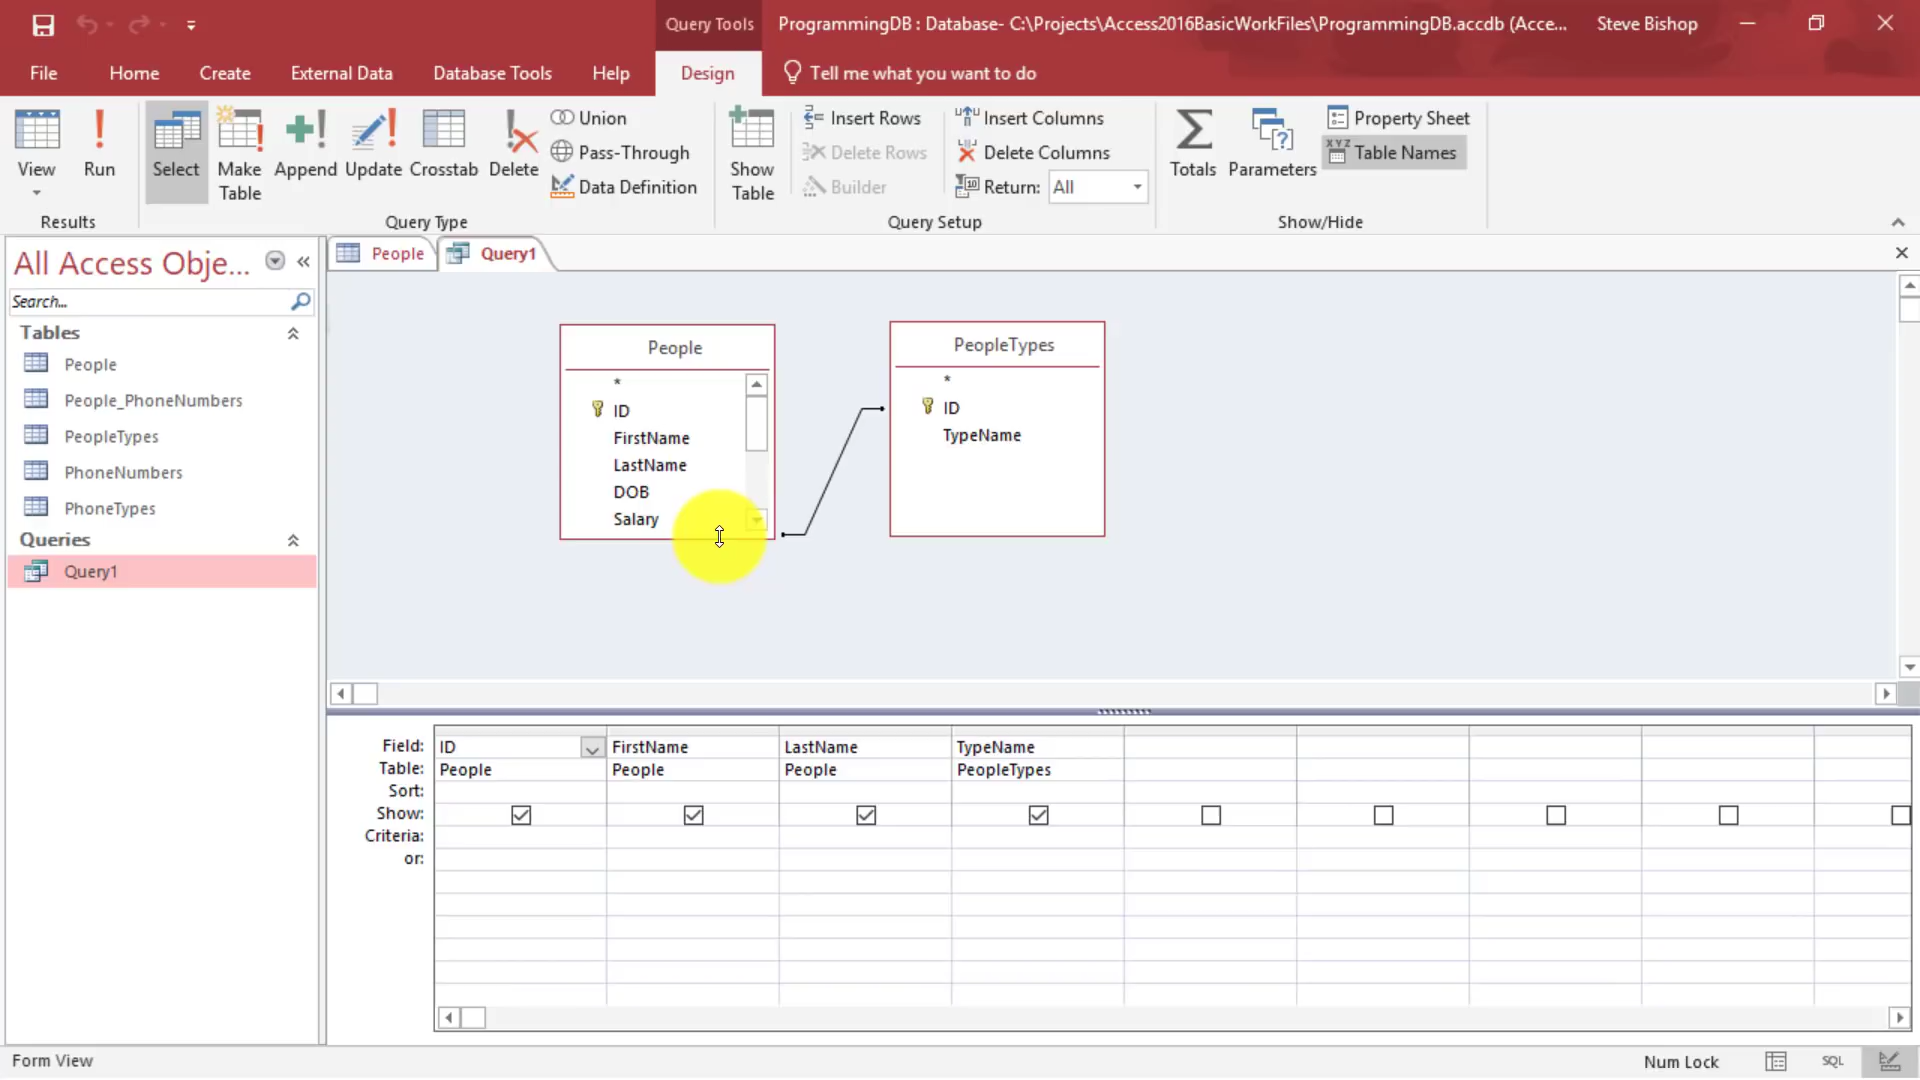 Query Tools
ProgrammingDB : Database- C:\Projects\Access2016BasicWorkFiles\ProgrammingDB.accdb (Acce...
Steve Bishop
File
Home
Create
External Data
Database Tools
Help
Design
Tell me what you want to do
View
Run
Select
Make
Table
Append
Update
Crosstab
Delete
Union
Pass-Through
Data Definition
Show
Table
Insert Rows
Delete Rows
Builder
Insert Columns
Delete Columns
Return: All
Totals
Parameters
Property Sheet
Table Names
Results
Query Type
Query Setup
Show/Hide
All Access Obje...
Search...
Tables
People
People_PhoneNumbers
PeopleTypes
PhoneNumbers
PhoneTypes
Queries
Query1
People
Query1
People
*
ID
FirstName
LastName
DOB
Salary
PeopleTypes
*
ID
TypeName
Field: ID FirstName LastName TypeName
Table: People People People PeopleTypes
Sort:
Show:
Criteria:
or:
Form View
Num Lock
SQL